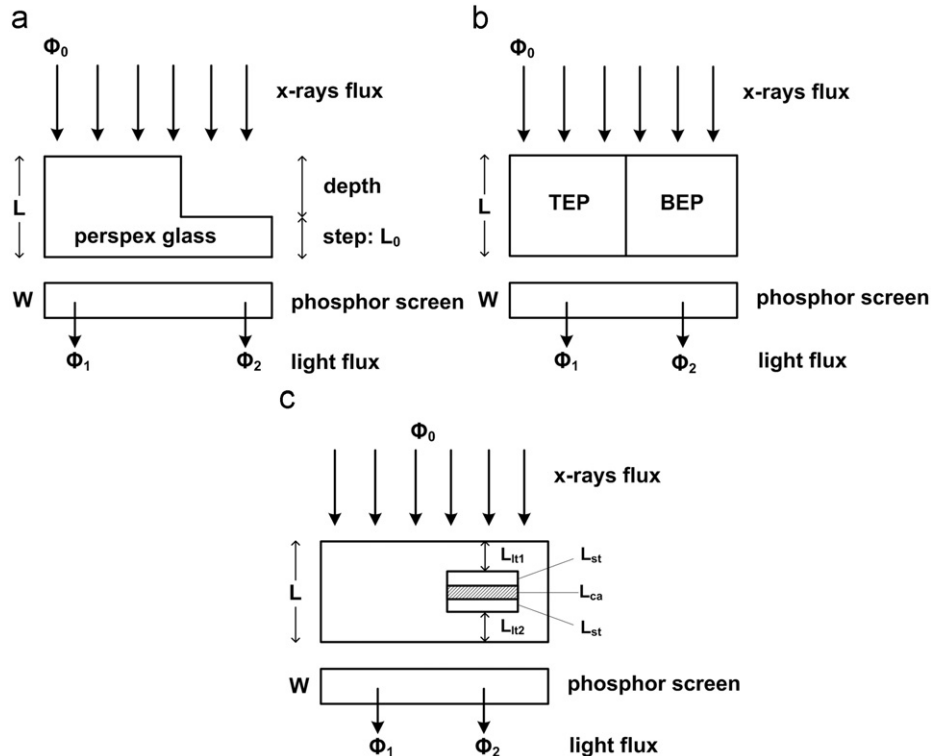 a
Φ₀
x-rays flux
L
depth
perspex glass
step: L₀
W
phosphor screen
Φ₁
Φ₂
light flux
b
Φ₀
x-rays flux
L
TEP
BEP
W
phosphor screen
Φ₁
Φ₂
light flux
c
Φ₀
x-rays flux
L
Llt1
Lst
Lca
Llt2
Lst
W
phosphor screen
Φ₁
Φ₂
light flux